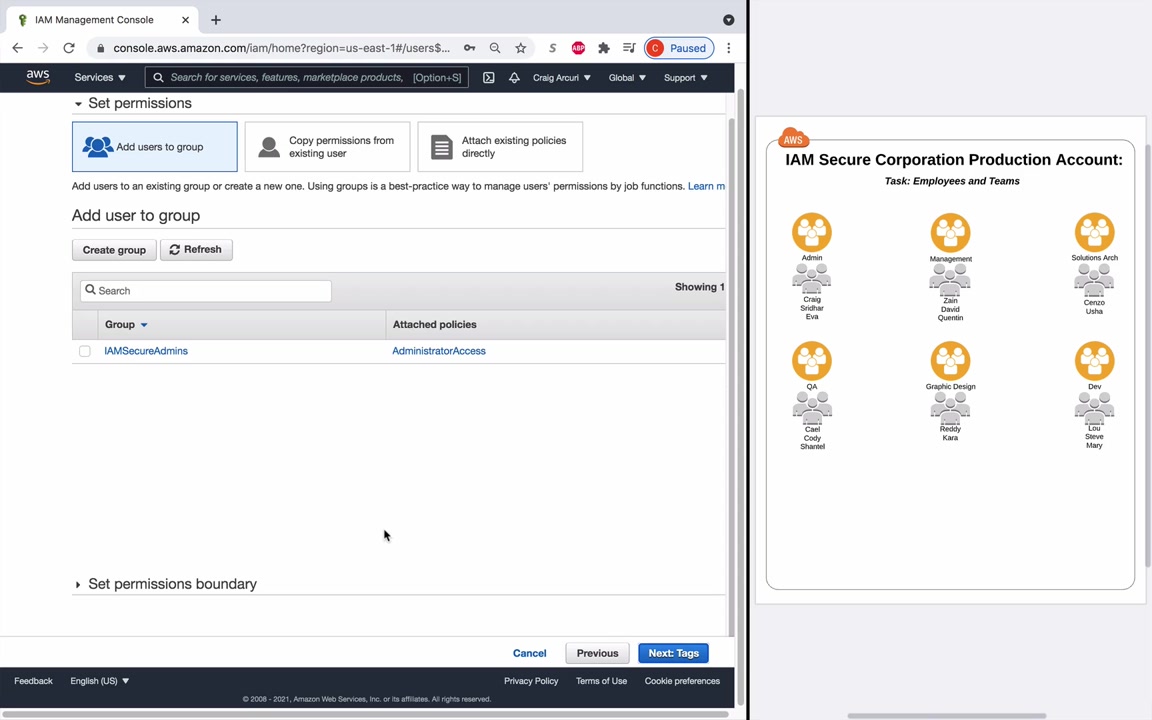 IAM Management Console
console.aws.amazon.com/iam/home?region=us-east-1#/users$...
S
ABP
C Paused
aws
Services
Search for services, features, marketplace products, [Option+S]
Craig Arcuri
Global
Support
Set permissions
Add users to group
Copy permissions from
existing user
Attach existing policies
directly
Add users to an existing group or create a new one. Using groups is a best-practice way to manage users' permissions by job functions. Learn m
Add user to group
Create group
Refresh
Search
Showing 1
Group
Attached policies
IAMSecureAdmins
AdministratorAccess
Set permissions boundary
Cancel
Previous
Next: Tags
Feedback
English (US)
Privacy Policy
Terms of Use
Cookie preferences
© 2008 - 2021, Amazon Web Services, Inc. or its affiliates. All rights reserved.
AWS
IAM Secure Corporation Production Account:
Task: Employees and Teams
Admin
Craig
Sridhar
Eva
Management
Zain
David
Quentin
Solutions Arch
Cenzo
Usha
QA
Cael
Cody
Shantel
Graphic Design
Reddy
Kara
Dev
Lou
Steve
Mary